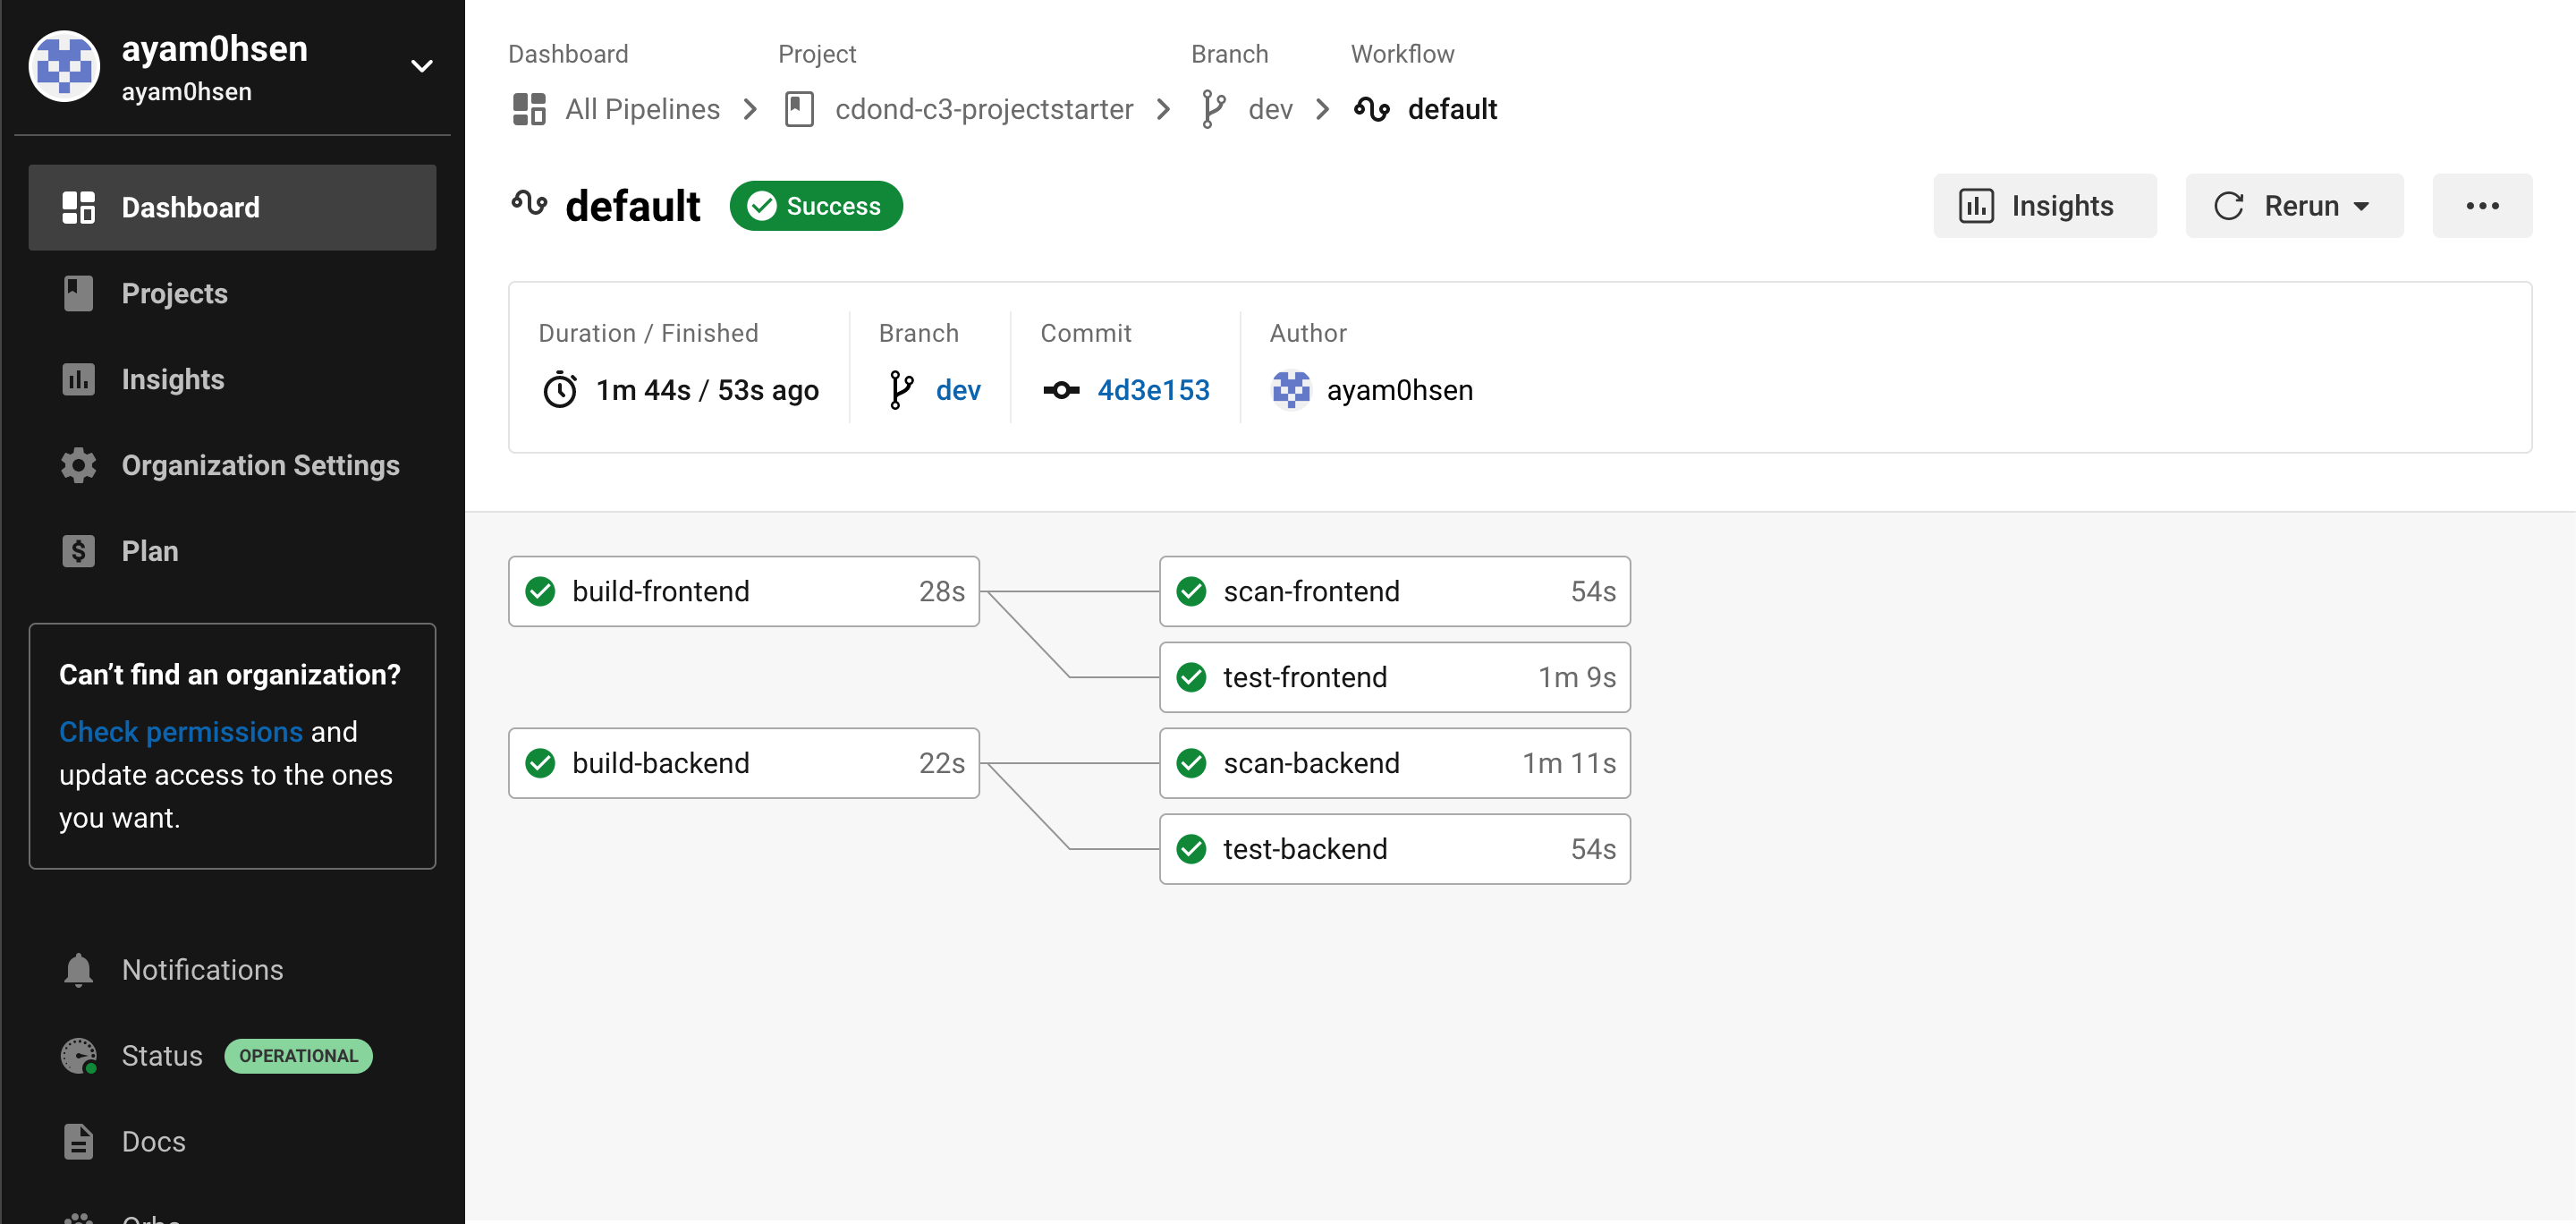 ayam0hsen
ayam0hsen
Dashboard
Projects
Insights
Organization Settings
Plan
Can’t find an organization?
Check permissions and
update access to the ones
you want.
Notifications
Status OPERATIONAL
Docs
Dashboard Project Branch Workflow
All Pipelines cdond-c3-projectstarter dev default
default Success Insights Rerun
Duration / Finished Branch Commit Author
1m 44s / 53s ago dev 4d3e153 ayam0hsen
build-frontend 28s scan-frontend 54s
test-frontend 1m 9s
build-backend 22s scan-backend 1m 11s
test-backend 54s